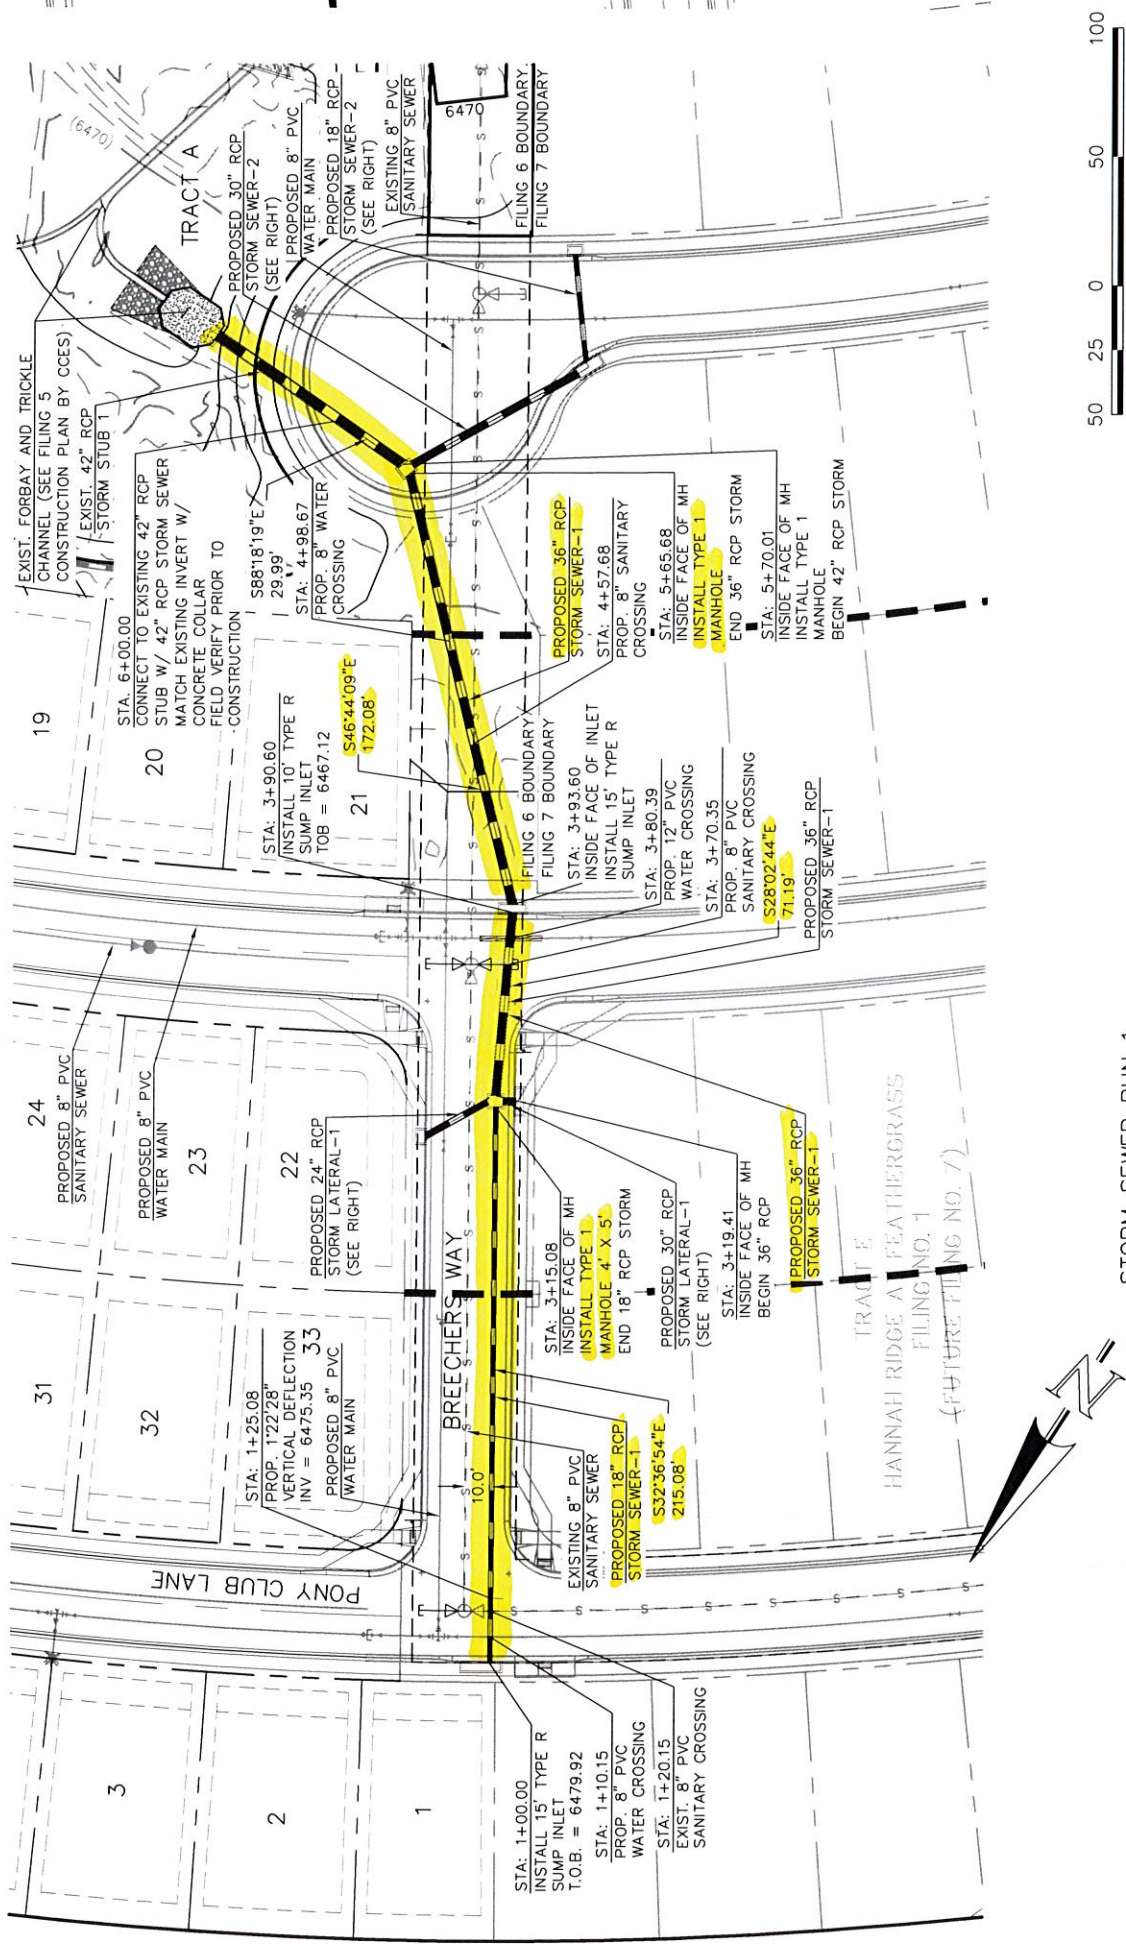 EXIST. FORBAY AND TRICKLE
CHANNEL (SEE FILING 5
CONSTRUCTION PLAN BY CCES)
EXIST. 42" RCP
STORM STUB 1
STA. 6+00.00
CONNECT TO EXISTING 42" RCP
STUB W/ 42" RCP STORM SEWER
MATCH EXISTING INVERT W/
CONCRETE COLLAR
FIELD VERIFY PRIOR TO
CONSTRUCTION
S88°18'19"E
29.99'
STA: 4+98.67
PROP. 8" WATER
CROSSING
(6470)
TRACT A
PROPOSED 30" RCP
STORM SEWER-2
(SEE RIGHT)
PROPOSED 8" PVC
WATER MAIN
PROPOSED 18" RCP
STORM SEWER-2
(SEE RIGHT)
EXISTING 8" PVC
SANITARY SEWER
6470
FILING 6 BOUNDARY
FILING 7 BOUNDARY
19
20
21
STA: 3+90.60
INSTALL 10' TYPE R
SUMP INLET
TOB = 6467.12
S46°44'09"E
172.08'
PROPOSED 36" RCP
STORM SEWER-1
STA: 4+57.68
PROP. 8" SANITARY
CROSSING
STA: 5+65.68
INSIDE FACE OF MH
INSTALL TYPE 1
MANHOLE
END 36" RCP STORM
STA: 5+70.01
INSIDE FACE OF MH
INSTALL TYPE 1
MANHOLE
BEGIN 42" RCP STORM
FILING 6 BOUNDARY
FILING 7 BOUNDARY
STA: 3+93.60
INSIDE FACE OF INLET
INSTALL 15' TYPE R
SUMP INLET
STA: 3+80.39
PROP. 12" PVC
WATER CROSSING
STA: 3+70.35
PROP. 8" PVC
SANITARY CROSSING
S28°02'44"E
71.19'
PROPOSED 36" RCP
STORM SEWER-1
24
PROPOSED 8" PVC
SANITARY SEWER
PROPOSED 8" PVC
WATER MAIN
23
22
PROPOSED 24" RCP
STORM LATERAL-1
(SEE RIGHT)
STA: 3+15.08
INSIDE FACE OF MH
INSTALL TYPE 1
MANHOLE 4' X 5'
END 18" RCP STORM
PROPOSED 30" RCP
STORM LATERAL-1
(SEE RIGHT)
STA: 3+19.41
INSIDE FACE OF MH
BEGIN 36" RCP
PROPOSED 36" RCP
STORM SEWER-1
TRACT E
HANNAH RIDGE AT FEATHERGRASS
FILING NO. 1
(FUTURE FILING NO. 7)
31
32
33
STA: 1+25.08
PROP. 1°22'28"
VERTICAL DEFLECTION
INV = 6475.35
PROPOSED 8" PVC
WATER MAIN
BREECHERS WAY
10.0'
EXISTING 8" PVC
SANITARY SEWER
PROPOSED 18" RCP
STORM SEWER-1
S32°36'54"E
215.08'
PONY CLUB LANE
3
2
1
STA: 1+00.00
INSTALL 15' TYPE R
SUMP INLET
T.O.B. = 6479.92
STA: 1+10.15
PROP. 8" PVC
WATER CROSSING
STA: 1+20.15
EXIST. 8" PVC
SANITARY CROSSING
N
50 25 0 50 100
STORM SEWER RUN 1